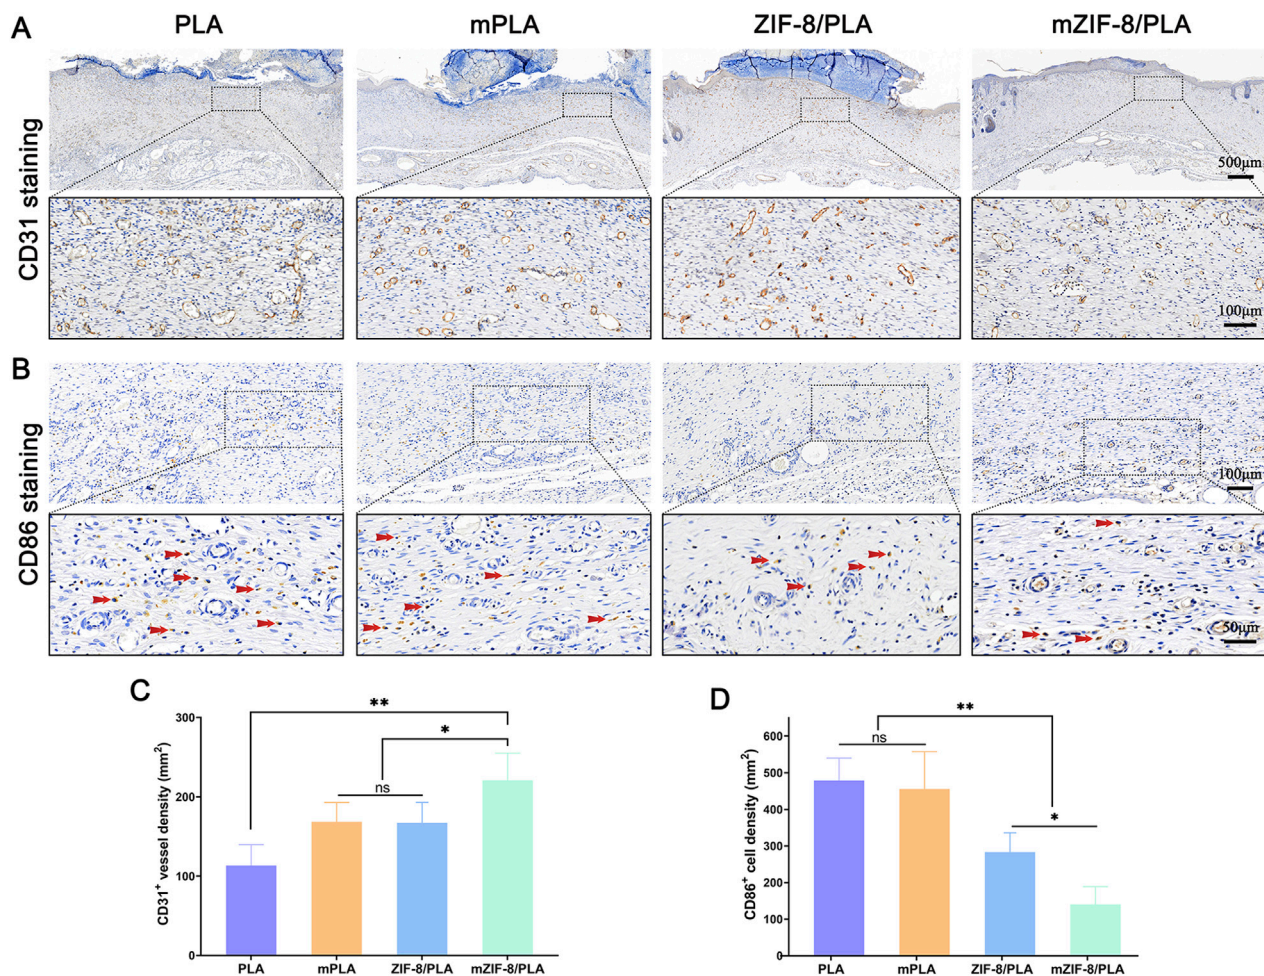 A
PLA
mPLA
ZIF-8/PLA
mZIF-8/PLA
CD31 staining
500μm
100μm
B
CD86 staining
100μm
50μm
C
**
*
ns
CD31+ vessel density (mm2)
300
200
100
0
PLA
mPLA
ZIF-8/PLA
mZIF-8/PLA
D
**
ns
*
CD86+ cell density (mm2)
600
500
400
300
200
100
0
PLA
mPLA
ZIF-8/PLA
mZIF-8/PLA